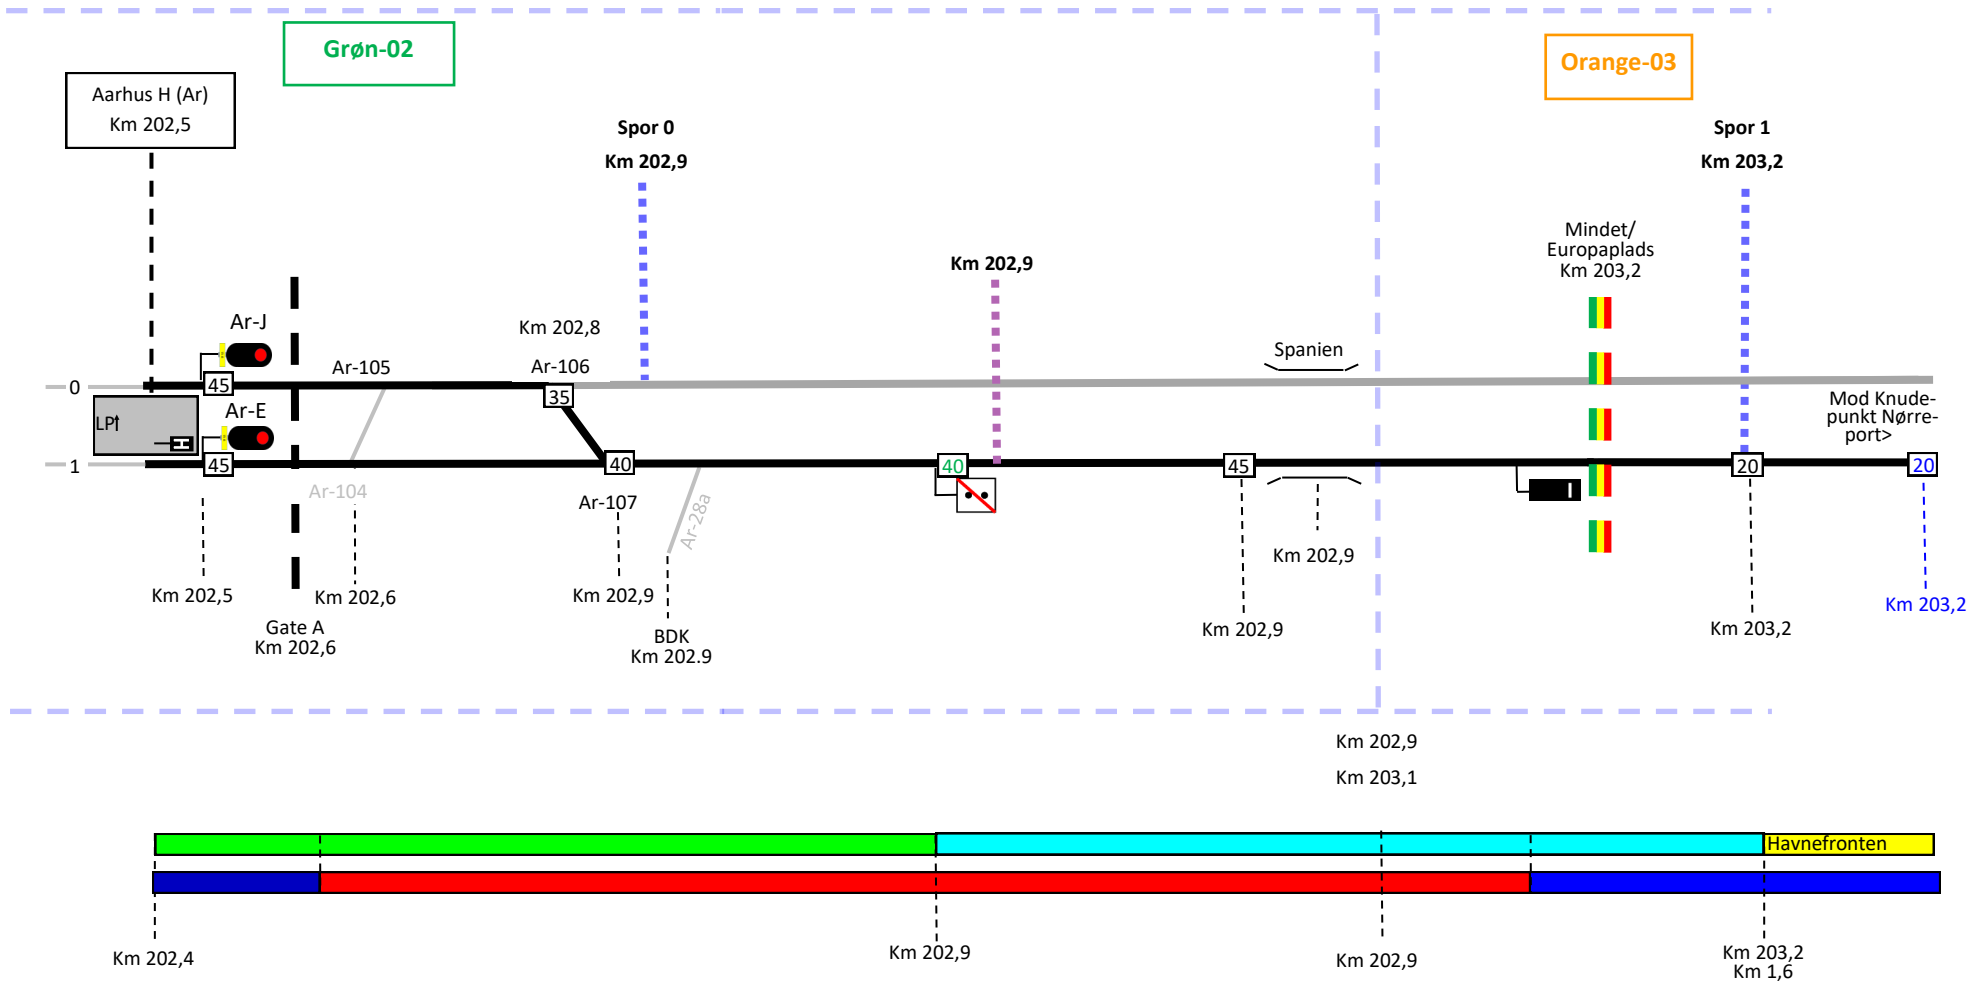 Grøn-02
Orange-03
Aarhus H (Ar)
Km 202,5
Spor 0
Km 202,9
Spor 1
Km 203,2
Km 202,9
Mindet/
Europaplads
Km 203,2
Ar-J
Km 202,8
Ar-105
Ar-106
Spanien
0
45
35
Mod Knude-
punkt Nørre-
port>
LP
Ar-E
1
45
40
40
45
20
20
Ar-104
Ar-107
Ar-28a
Km 202,5
Km 202,6
Km 202,9
Km 202,9
Km 203,2
Gate A
Km 202,6
BDK
Km 202.9
Km 202,9
Km 203,2
Km 202,9
Km 203,1
Havnefronten
Km 202,4
Km 202,9
Km 202,9
Km 203,2
Km 1,6